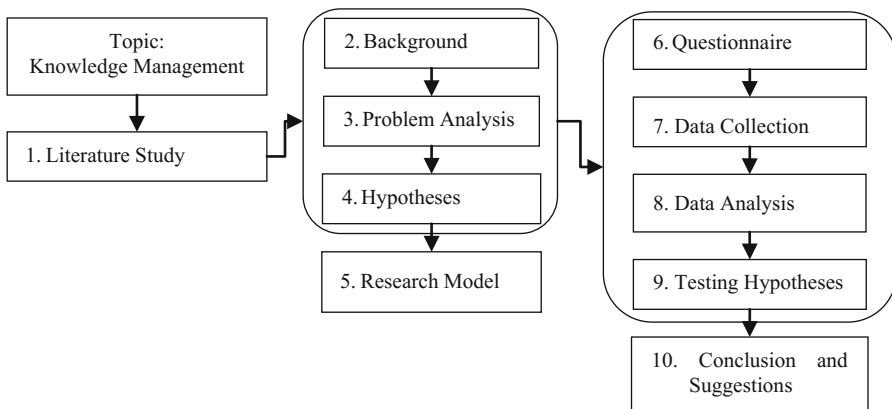 Topic:
Knowledge Management
1. Literature Study
2. Background
3. Problem Analysis
4. Hypotheses
5. Research Model
6. Questionnaire
7. Data Collection
8. Data Analysis
9. Testing Hypotheses
10. Conclusion and
Suggestions